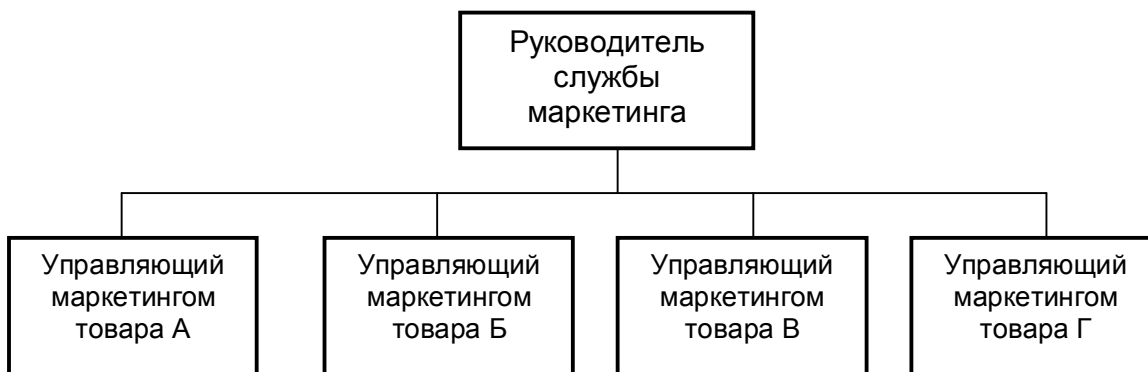 Руководитель
службы
маркетинга
Управляющий
маркетингом
товара А
Управляющий
маркетингом
товара Б
Управляющий
маркетингом
товара В
Управляющий
маркетингом
товара Г